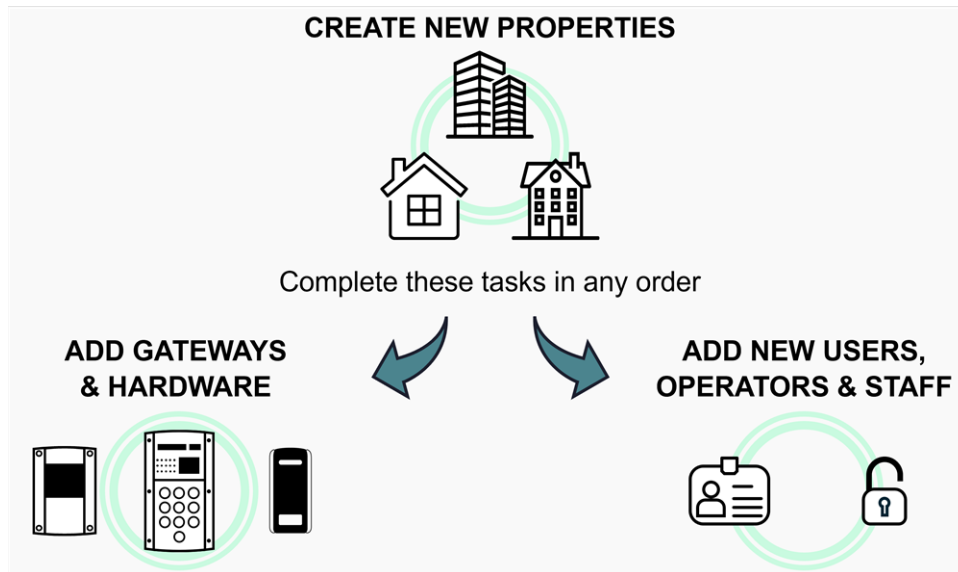 CREATE NEW PROPERTIES
Complete these tasks in any order
ADD GATEWAYS
& HARDWARE
ADD NEW USERS,
OPERATORS & STAFF